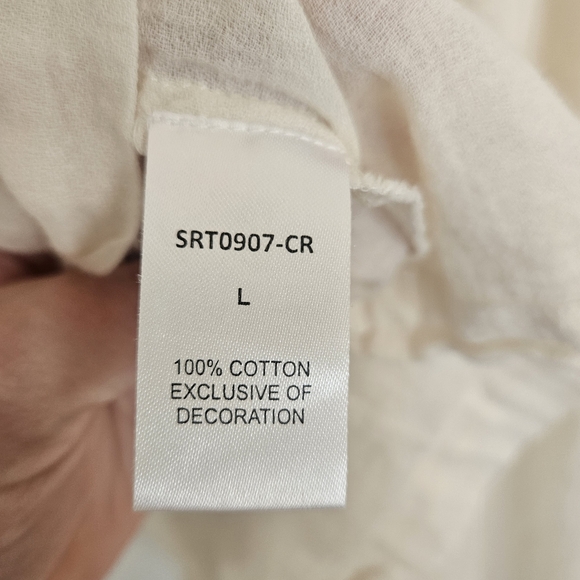 SRT0907-CR
L
100% COTTON
EXCLUSIVE OF
DECORATION